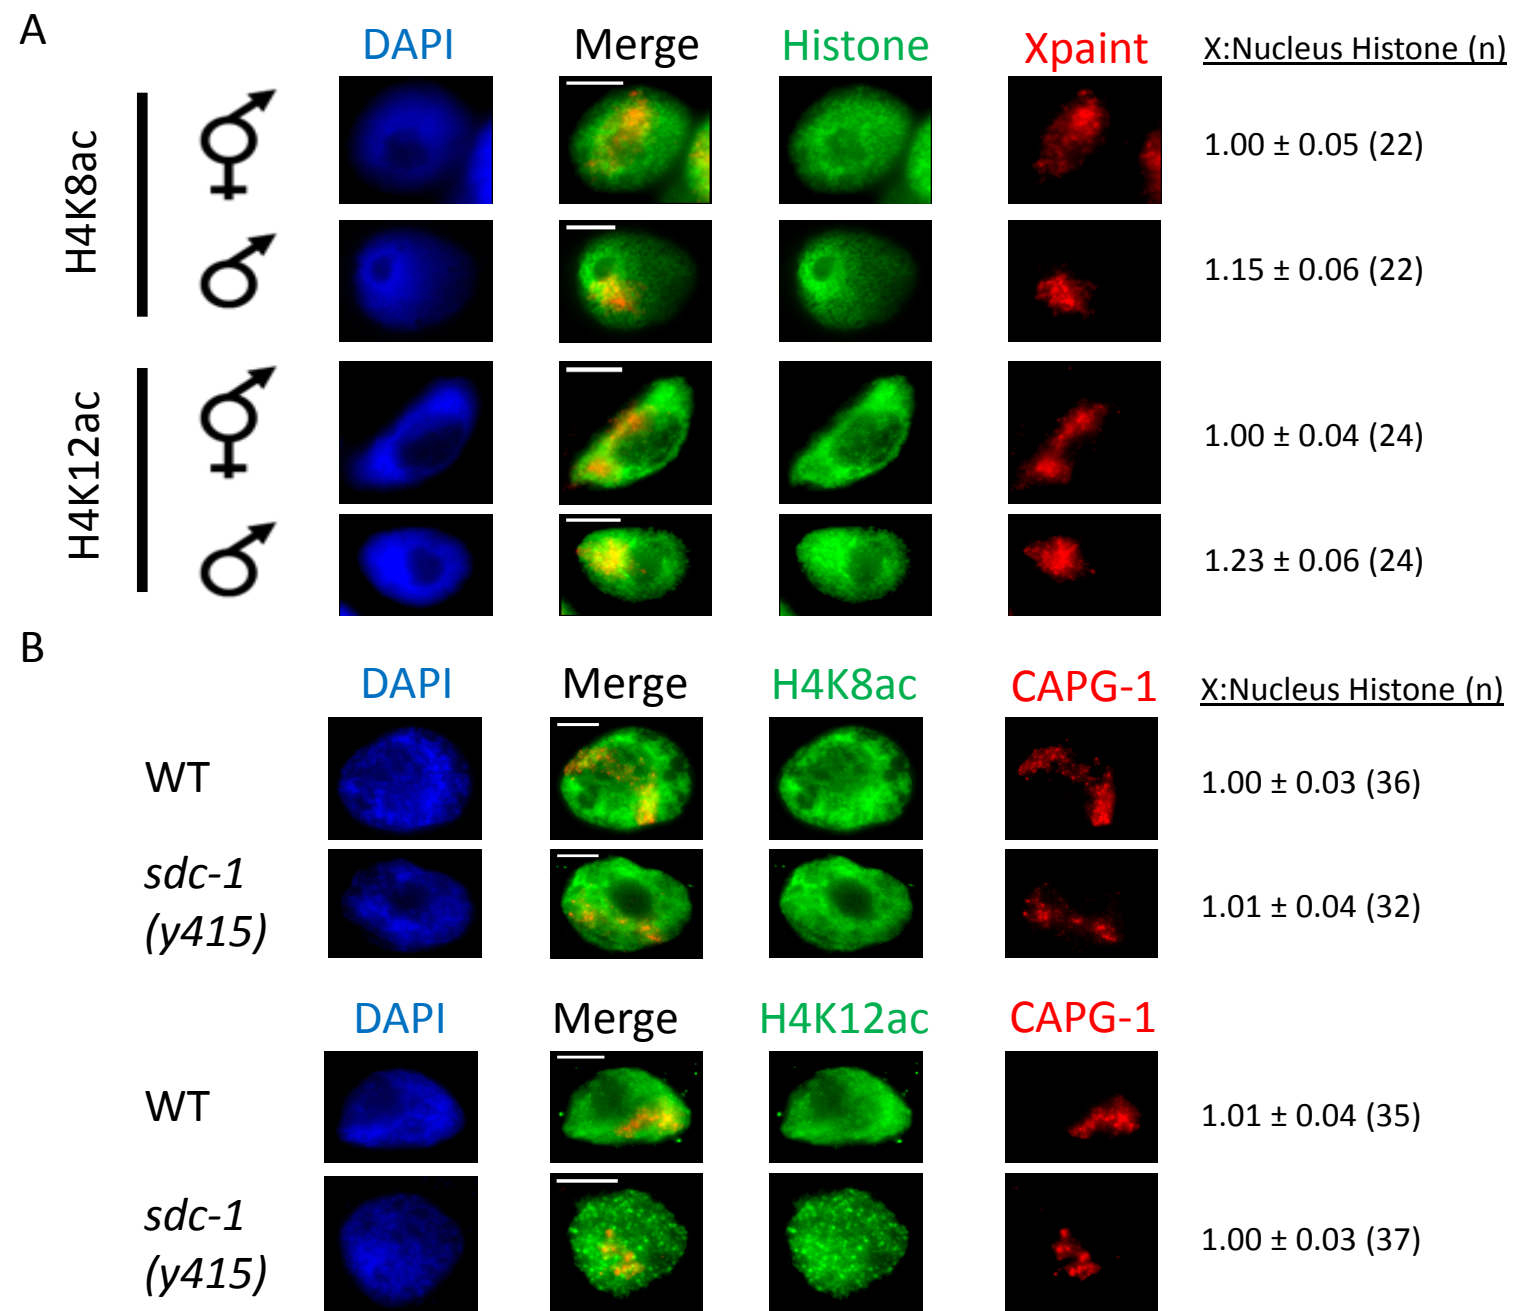 A
DAPI Merge Histone Xpaint X:Nucleus Histone (n)
H4K8ac
1.00 ± 0.05 (22)
1.15 ± 0.06 (22)
H4K12ac
1.00 ± 0.04 (24)
1.23 ± 0.06 (24)
B
DAPI Merge H4K8ac CAPG-1 X:Nucleus Histone (n)
WT 1.00 ± 0.03 (36)
sdc-1
(y415)
1.01 ± 0.04 (32)
DAPI Merge H4K12ac CAPG-1
WT 1.01 ± 0.04 (35)
sdc-1
(y415)
1.00 ± 0.03 (37)